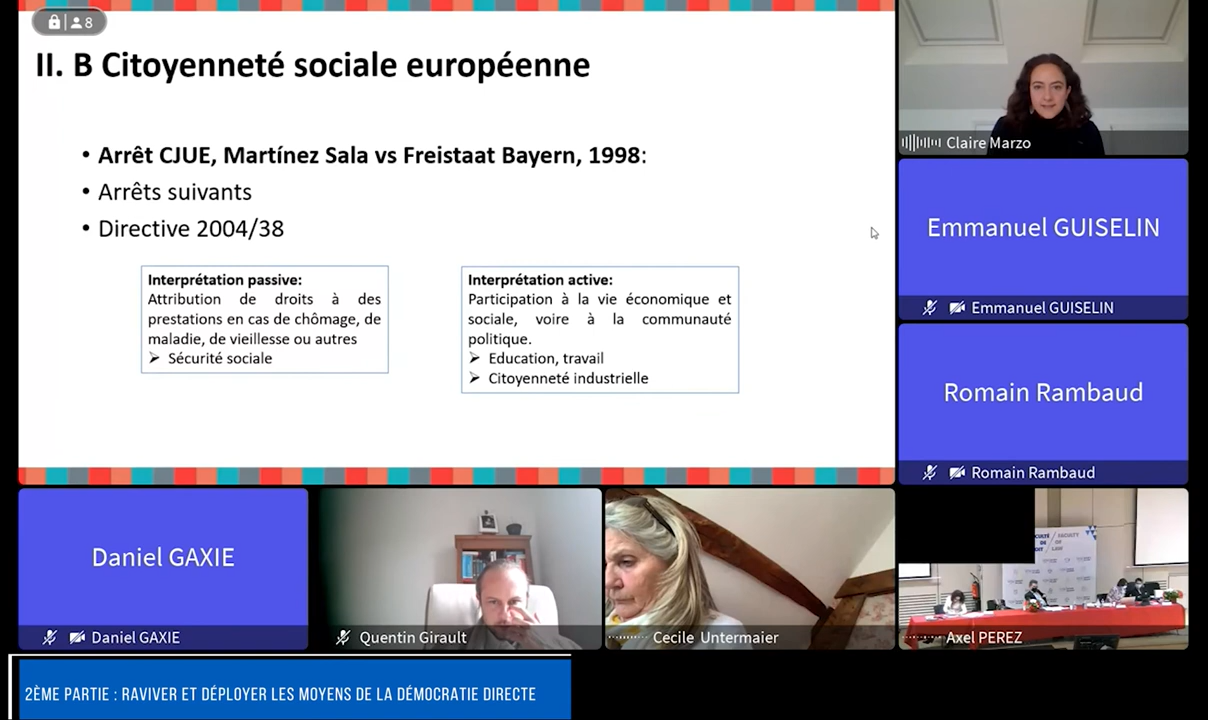 8
II. B Citoyenneté sociale européenne
• Arrêt CJUE, Martínez Sala vs Freistaat Bayern, 1998:
• Arrêts suivants
• Directive 2004/38
Interprétation passive:
Attribution de droits à des
prestations en cas de chômage, de
maladie, de vieillesse ou autres
➢ Sécurité sociale
Interprétation active:
Participation à la vie économique et
sociale, voire à la communauté
politique.
➢ Education, travail
➢ Citoyenneté industrielle
Claire Marzo
Emmanuel GUISELIN
Emmanuel GUISELIN
Romain Rambaud
Romain Rambaud
Daniel GAXIE
Daniel GAXIE
Quentin Girault
Cecile Untermaier
FACULTY
LAW
Axel PEREZ
2ÈME PARTIE : RAVIVER ET DÉPLOYER LES MOYENS DE LA DÉMOCRATIE DIRECTE